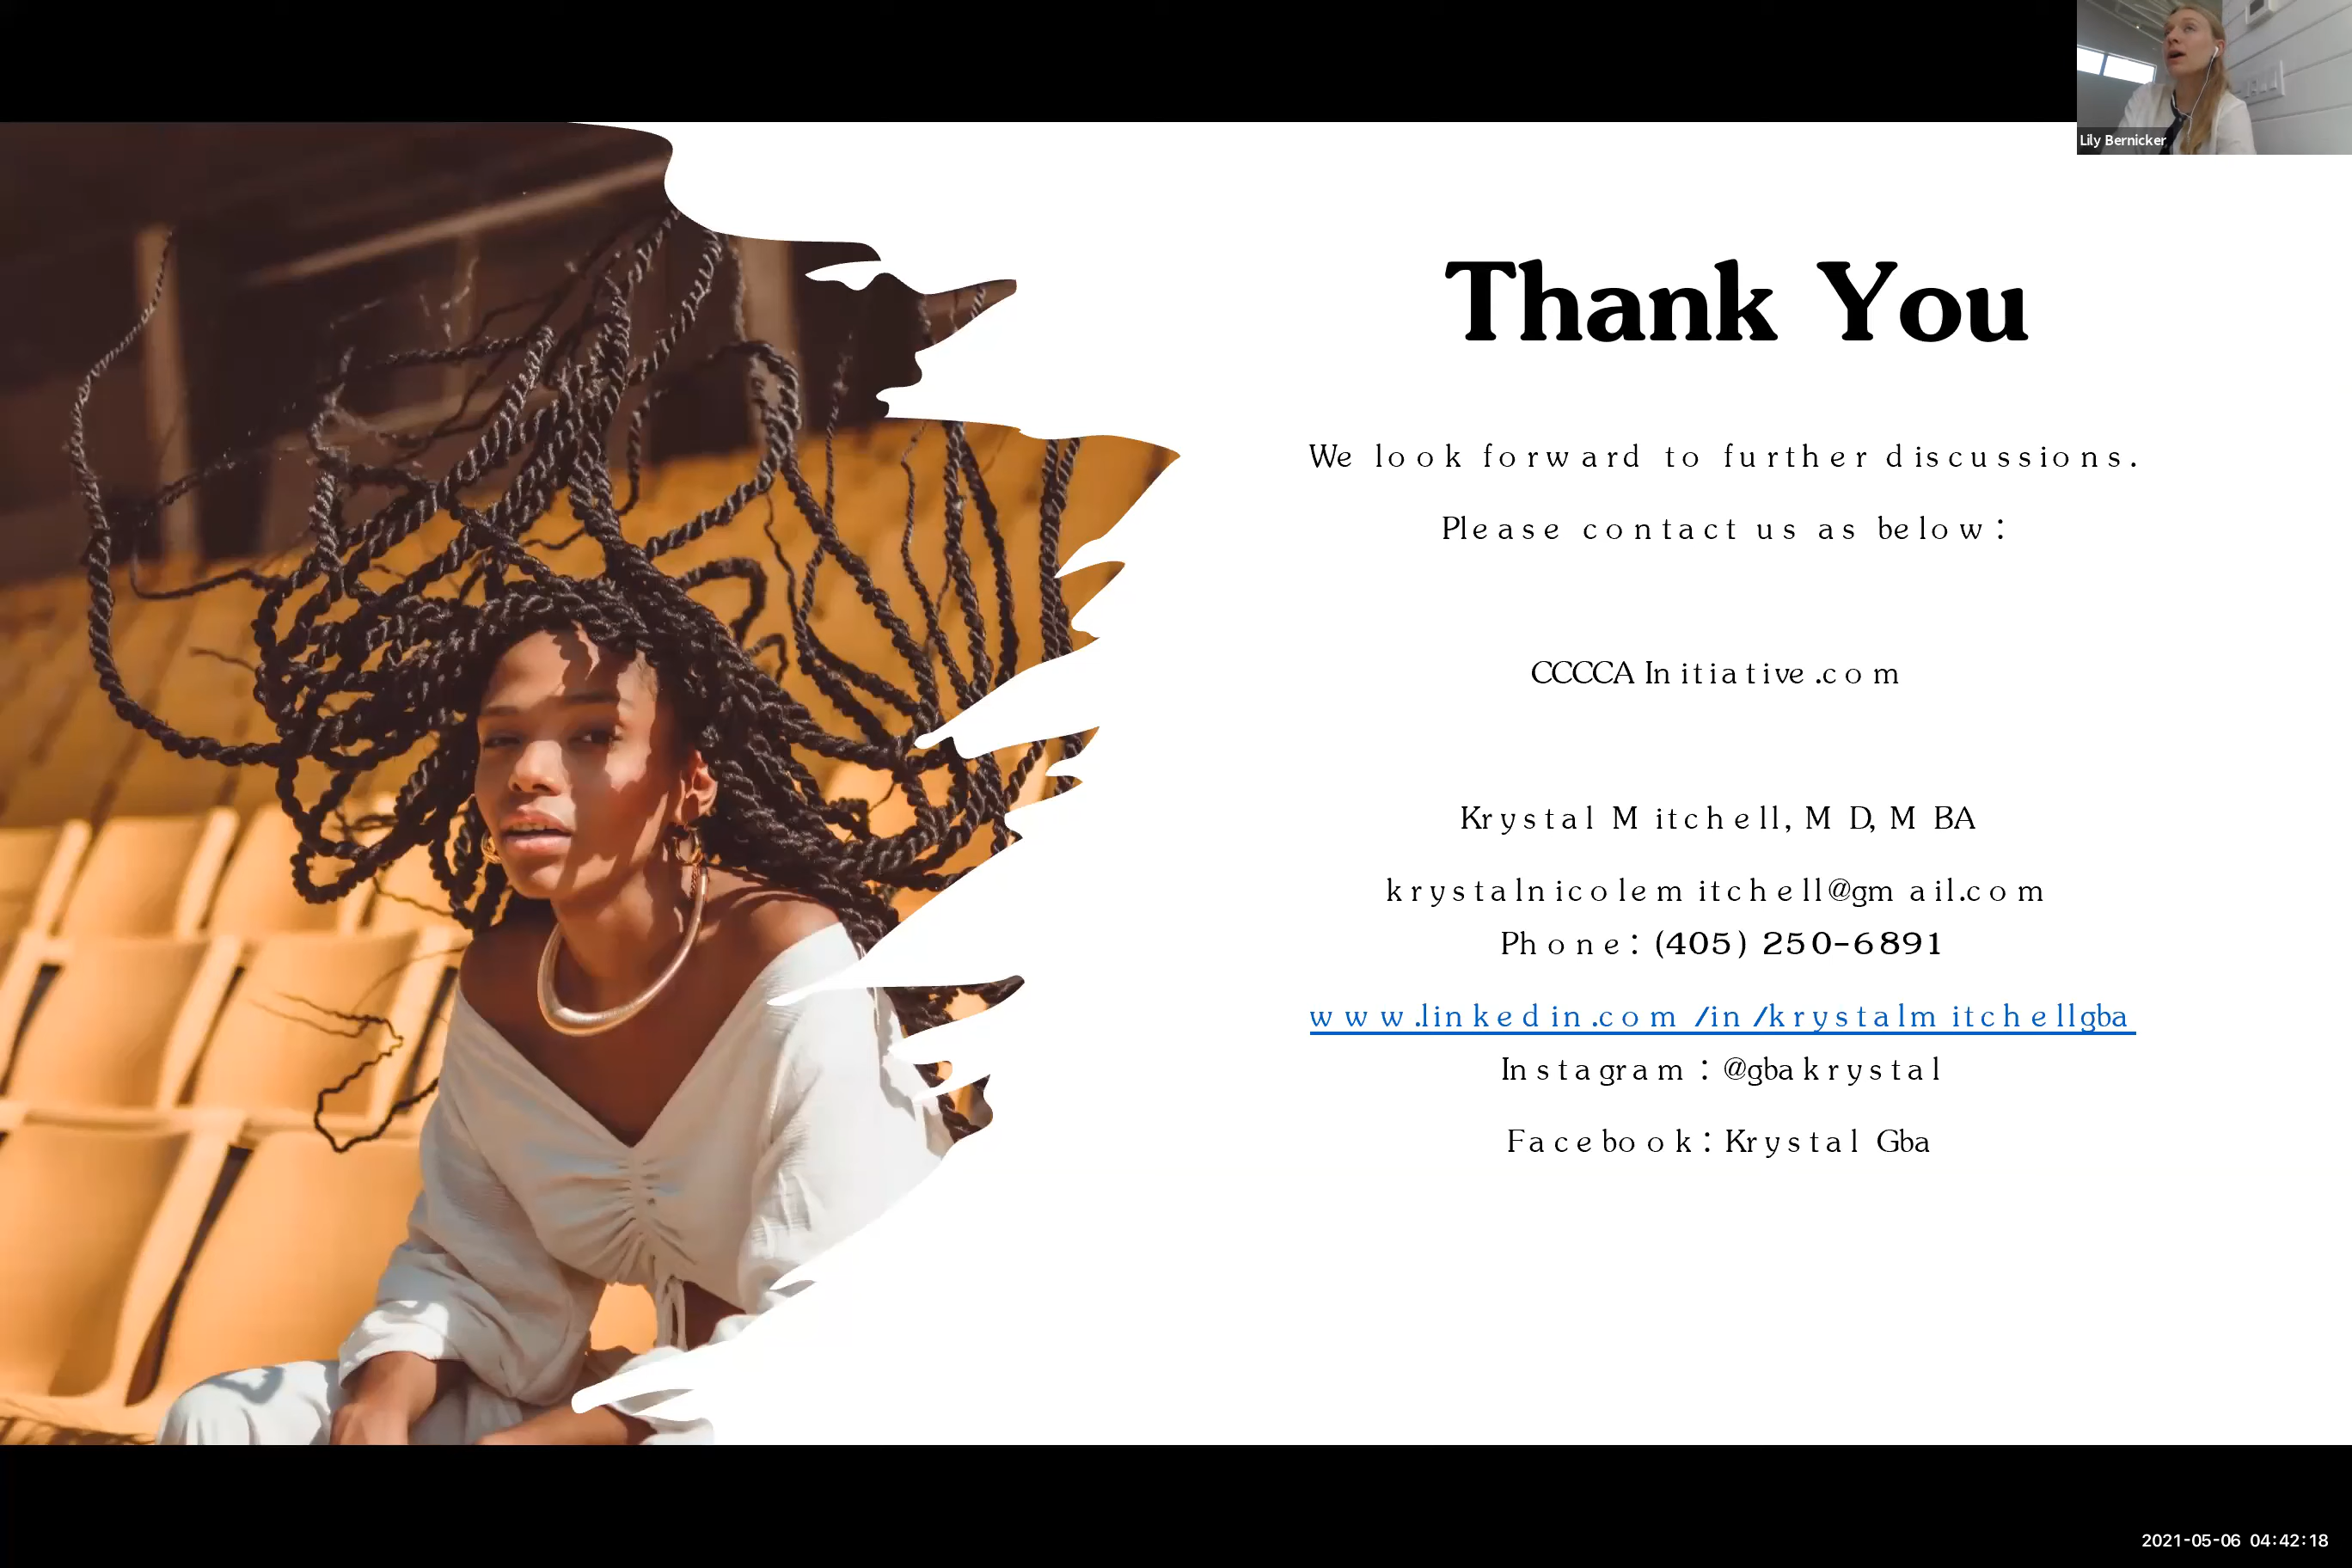 Lily Bernicker
Thank You
We look forward to further discussions.
Please contact us as below:
CCCCAInitiative.com
Krystal Mitchell, MD, MBA
krystalnicolemitchell@gmail.com
Phone: (405) 250-6891
www.linkedin.com/in/krystalmitchellgba
Instagram: @gbakrystal
Facebook: Krystal Gba
2021-05-06 04:42:18